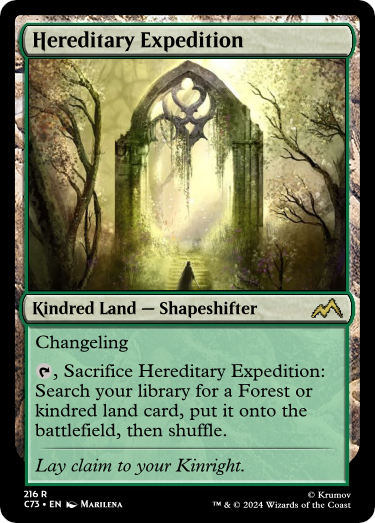 Hereditary Expedition
Kindred Land — Shapeshifter
Changeling
, Sacrifice Hereditary Expedition:
Search your library for a Forest or
kindred land card, put it onto the
battlefield, then shuffle.
Lay claim to your Kinright.
216 R
C73 • EN Marilena
© Krumov
™ & © 2024 Wizards of the Coast